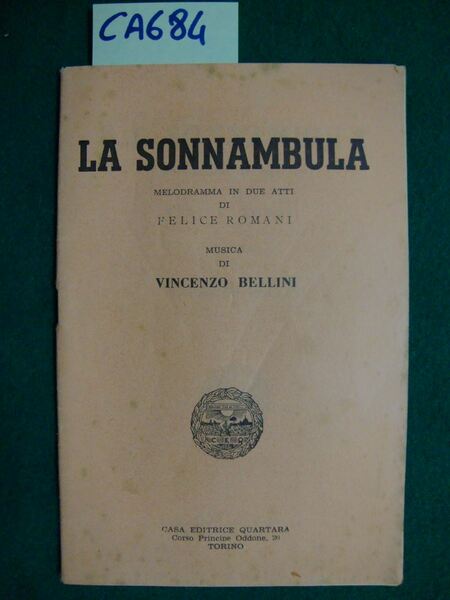 CA684
LA SONNAMBULA
MELODRAMMA IN DUE ATTI
DI
FELICE ROMANI
MUSICA
DI
VINCENZO BELLINI
CASA EDITRICE QUARTARA
Corso Principe Oddone, 20
TORINO